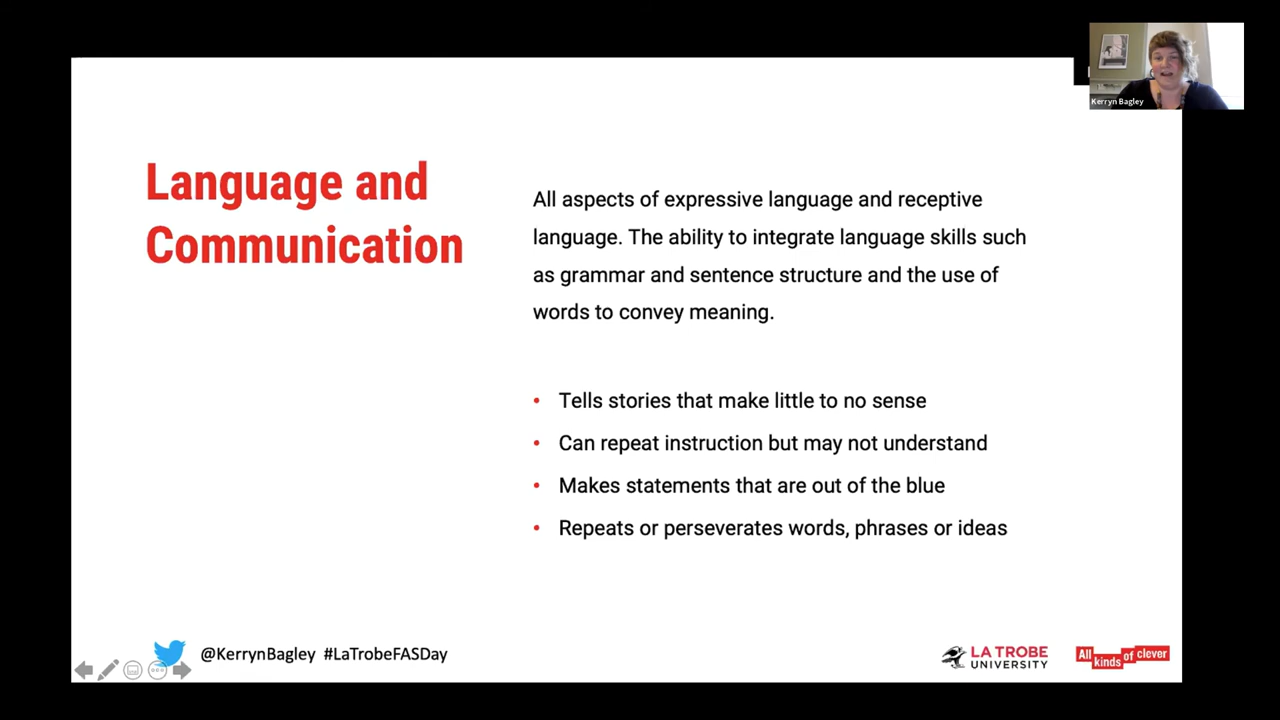 Kerryn Bagley
Language and
Communication
All aspects of expressive language and receptive
language. The ability to integrate language skills such
as grammar and sentence structure and the use of
words to convey meaning.
• Tells stories that make little to no sense
• Can repeat instruction but may not understand
• Makes statements that are out of the blue
• Repeats or perseverates words, phrases or ideas
@KerrynBagley #LaTrobeFASDay
LA TROBE
UNIVERSITY
All kinds of clever